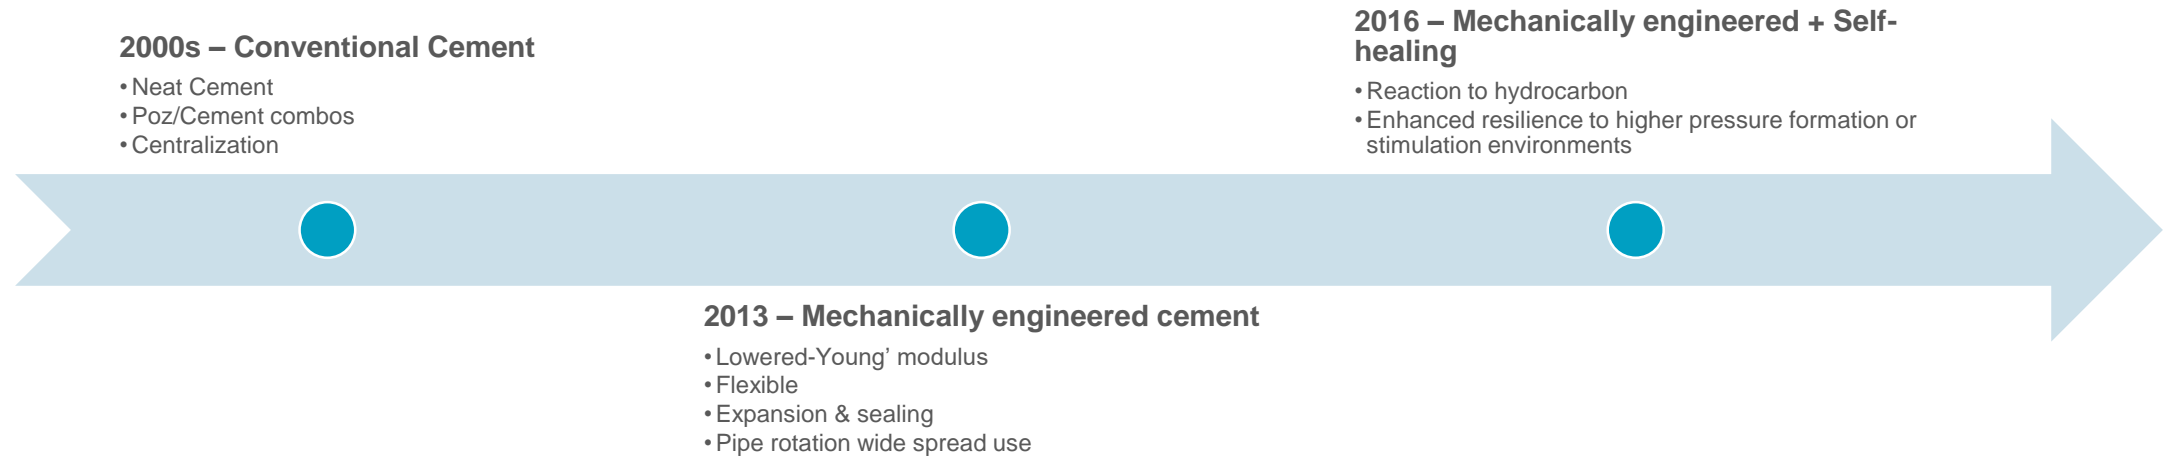 2000s – Conventional Cement
• Neat Cement
• Poz/Cement combos
• Centralization
2013 – Mechanically engineered cement
• Lowered-Young’ modulus
• Flexible
• Expansion & sealing
• Pipe rotation wide spread use
2016 – Mechanically engineered + Self-
healing
• Reaction to hydrocarbon
• Enhanced resilience to higher pressure formation or
stimulation environments